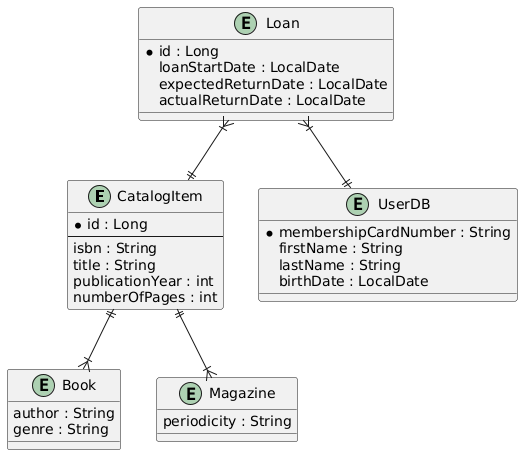 E Loan
* id : Long
loanStartDate : LocalDate
expectedReturnDate : LocalDate
actualReturnDate : LocalDate
E CatalogItem
* id : Long
isbn : String
title : String
publicationYear : int
numberOfPages : int
E UserDB
* membershipCardNumber : String
firstName : String
lastName : String
birthDate : LocalDate
E Book
author : String
genre : String
E Magazine
periodicity : String